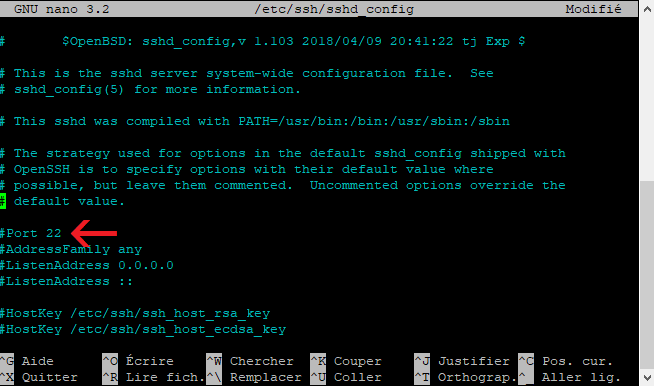 GNU nano 3.2 /etc/ssh/sshd_config Modifié
# $OpenBSD: sshd_config,v 1.103 2018/04/09 20:41:22 tj Exp $
# This is the sshd server system-wide configuration file. See
# sshd_config(5) for more information.
# This sshd was compiled with PATH=/usr/bin:/bin:/usr/sbin:/sbin
# The strategy used for options in the default sshd_config shipped with
# OpenSSH is to specify options with their default value where
# possible, but leave them commented. Uncommented options override the
# default value.
#Port 22
#AddressFamily any
#ListenAddress 0.0.0.0
#ListenAddress ::
#HostKey /etc/ssh/ssh_host_rsa_key
#HostKey /etc/ssh/ssh_host_ecdsa_key
^G Aide ^O Écrire ^W Chercher ^K Couper ^J Justifier ^C Pos. cur.
^X Quitter ^R Lire fich. ^\ Remplacer ^U Coller ^T Orthograp. ^_ Aller lig.